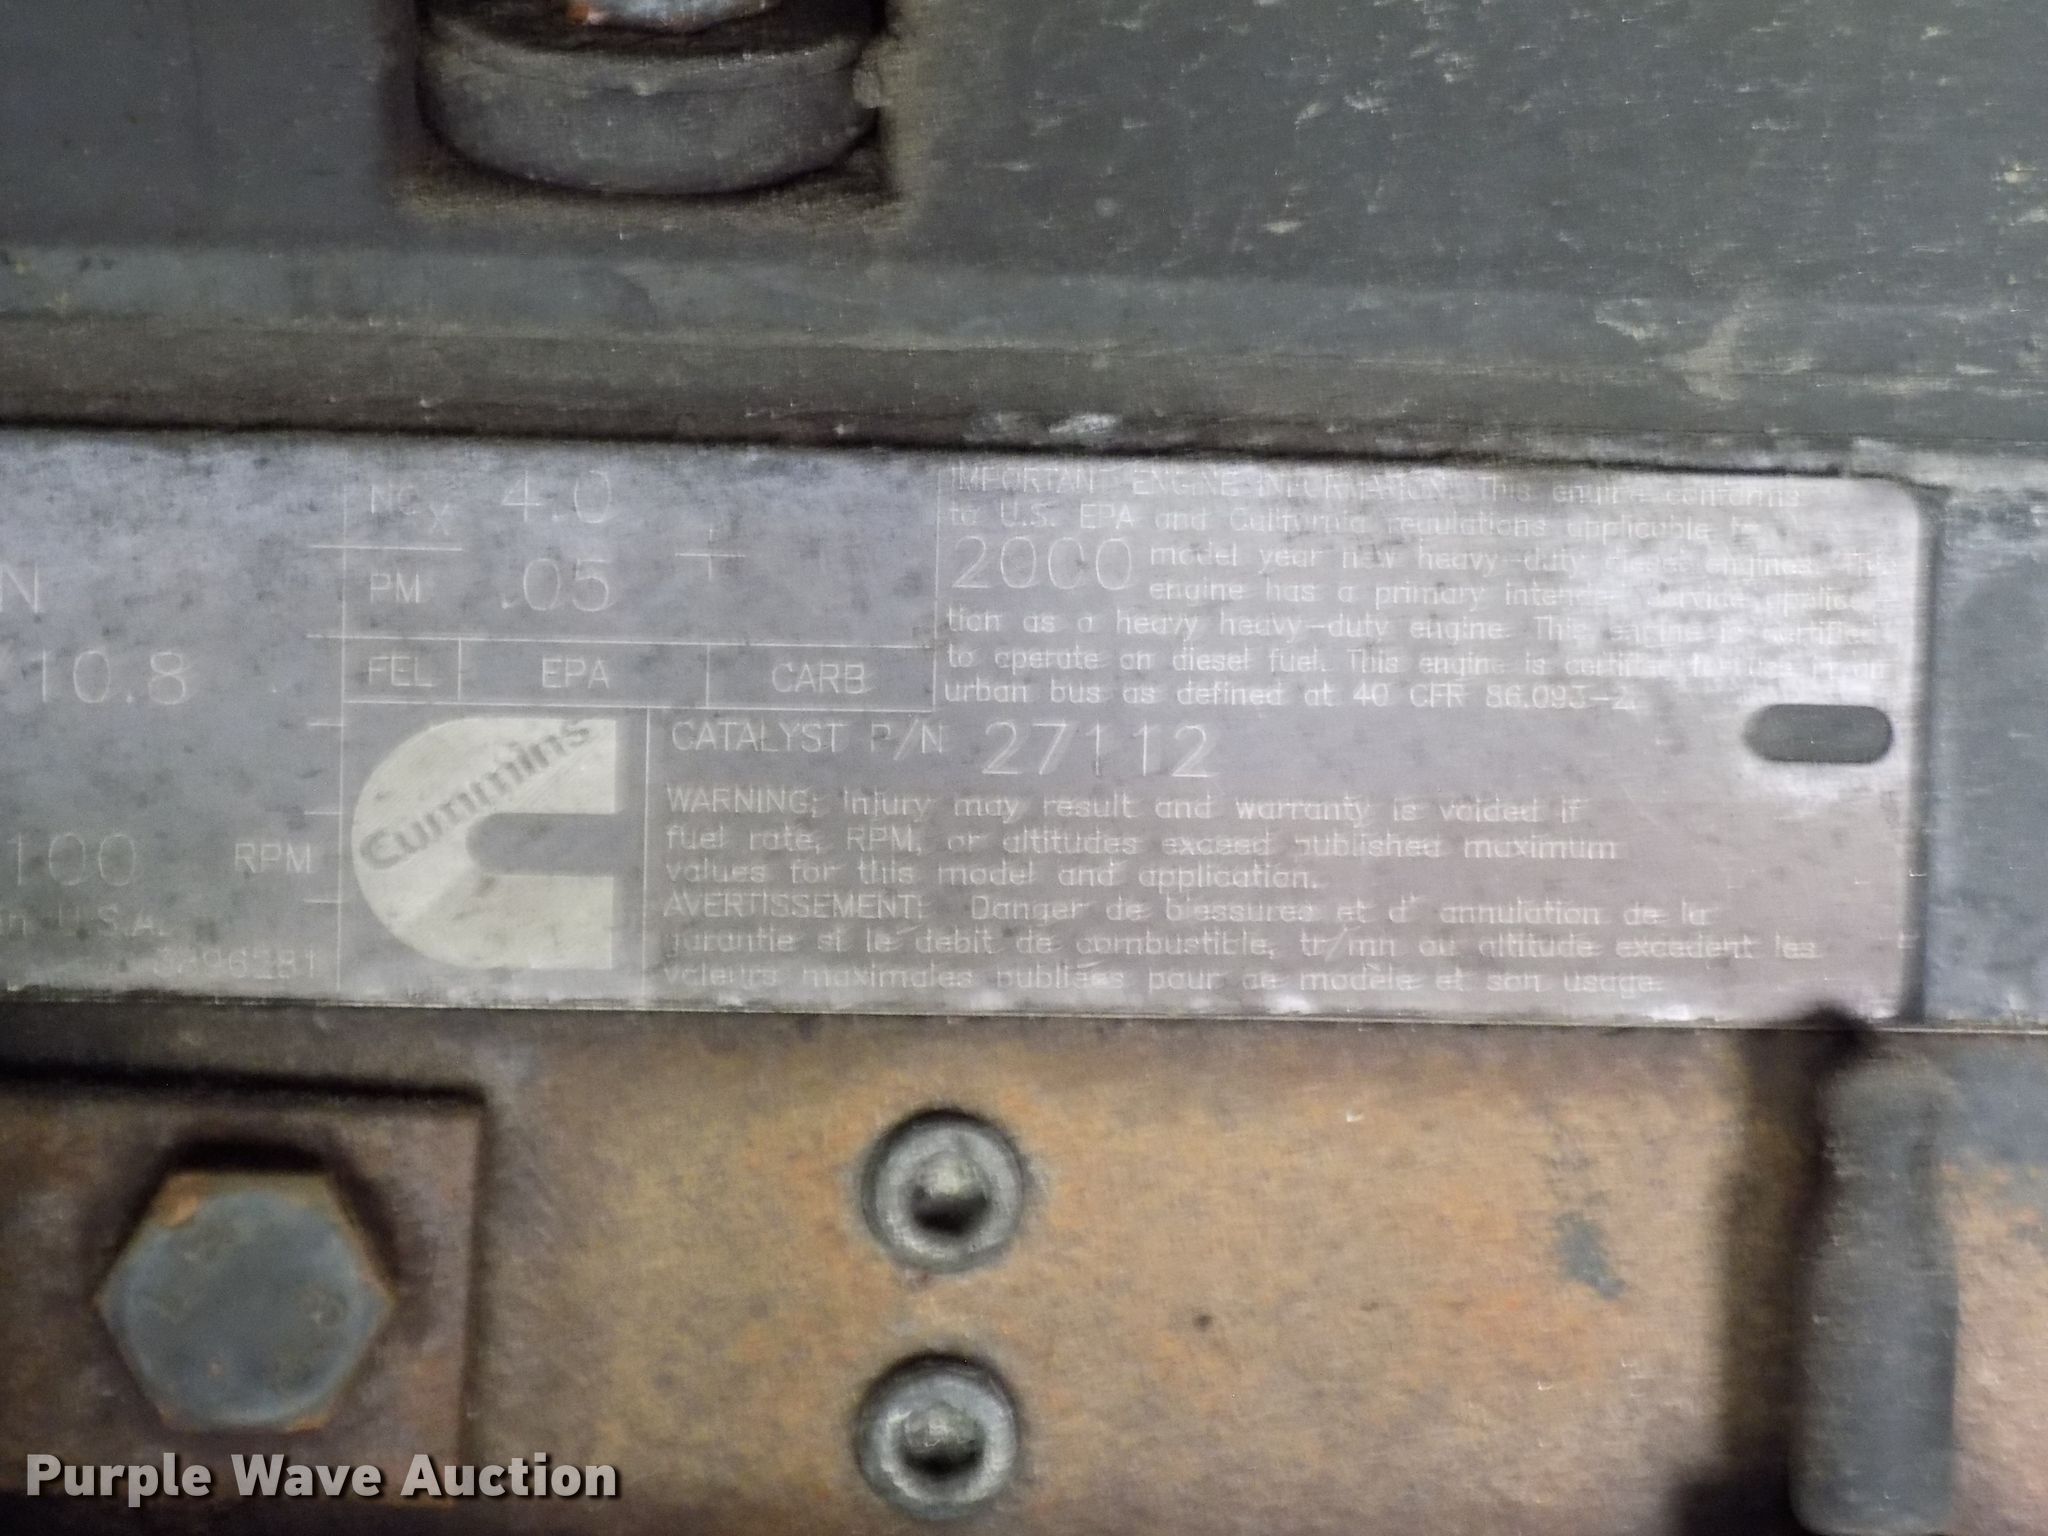 NOx 4.0
PM .05
N
10.8
FEL EPA CARB
IMPORTANT ENGINE INFORMATION This engine conforms
to U.S. EPA and California regulations applicable to
2000 model year new heavy-duty diesel engines. This
engine has a primary intended service applica-
tion as a heavy heavy-duty engine. This engine is certified
to operate on diesel fuel. This engine is certified for use in an
urban bus as defined at 40 CFR 86.093-2.
Cummins
CATALYST P/N 27112
WARNING: Injury may result and warranty is voided if
fuel rate, RPM, or altitudes exceed published maximum
values for this model and application.
AVERTISSEMENT: Danger de blessures et d' annulation de la
garantie si le debit de combustible, tr/mn ou altitude excedent les
valeurs maximales publiées pour ce modèle et son usage.
100 RPM
U.S.A.
Purple Wave Auction